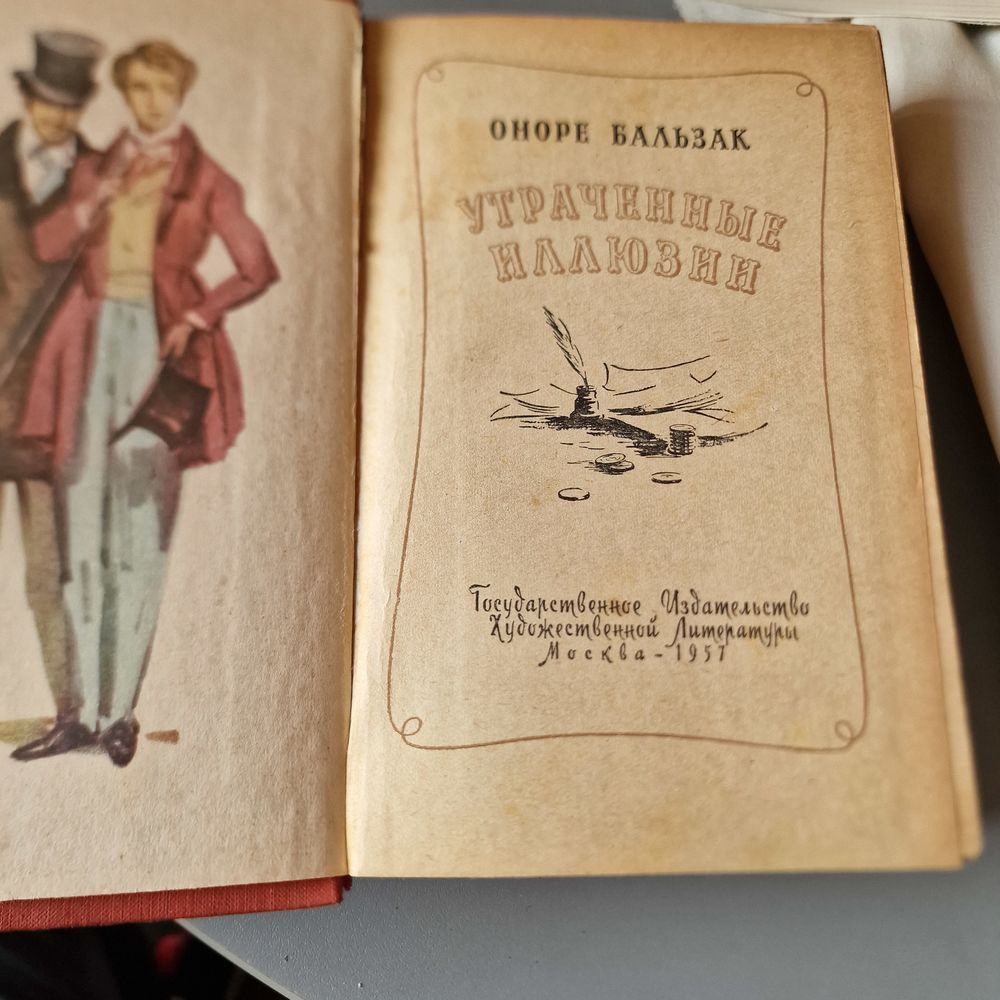 ОНОРЕ БАЛЬЗАК
УТРАЧЕННЫЕ
ИЛЛЮЗИИ
Государственное Издательство
Художественной Литературы
Москва - 1957